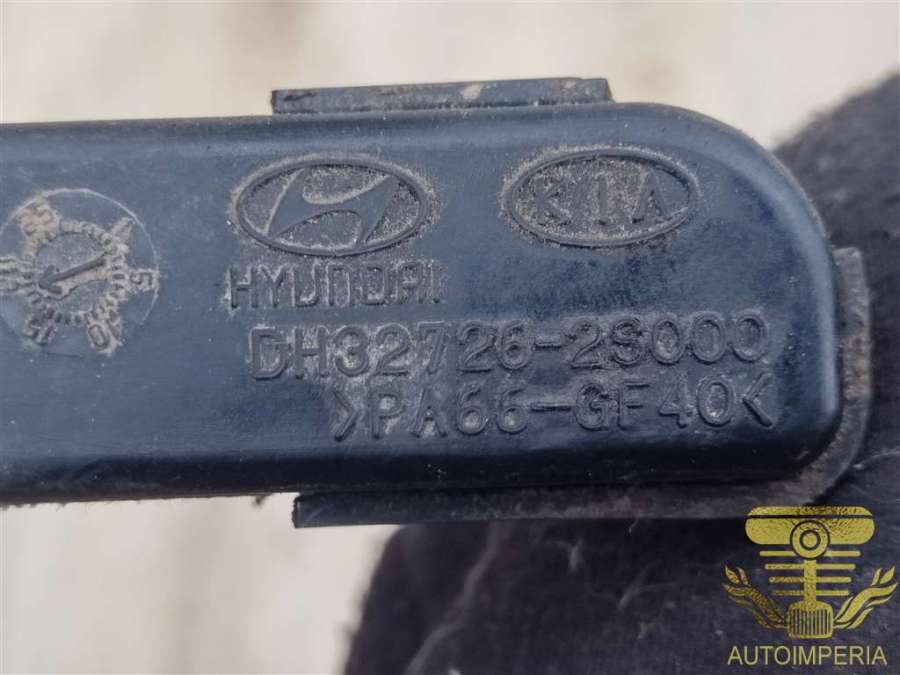 KIA
HYUNDAI
DH32726-2S000
>PA66-GF40<
AUTOIMPERIA